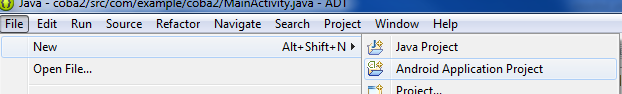 Java - coba2/src/com/example/coba2/MainActivity.java - ADT
File Edit Run Source Refactor Navigate Search Project Window Help
New Alt+Shift+N Java Project
Open File... Android Application Project
Project...